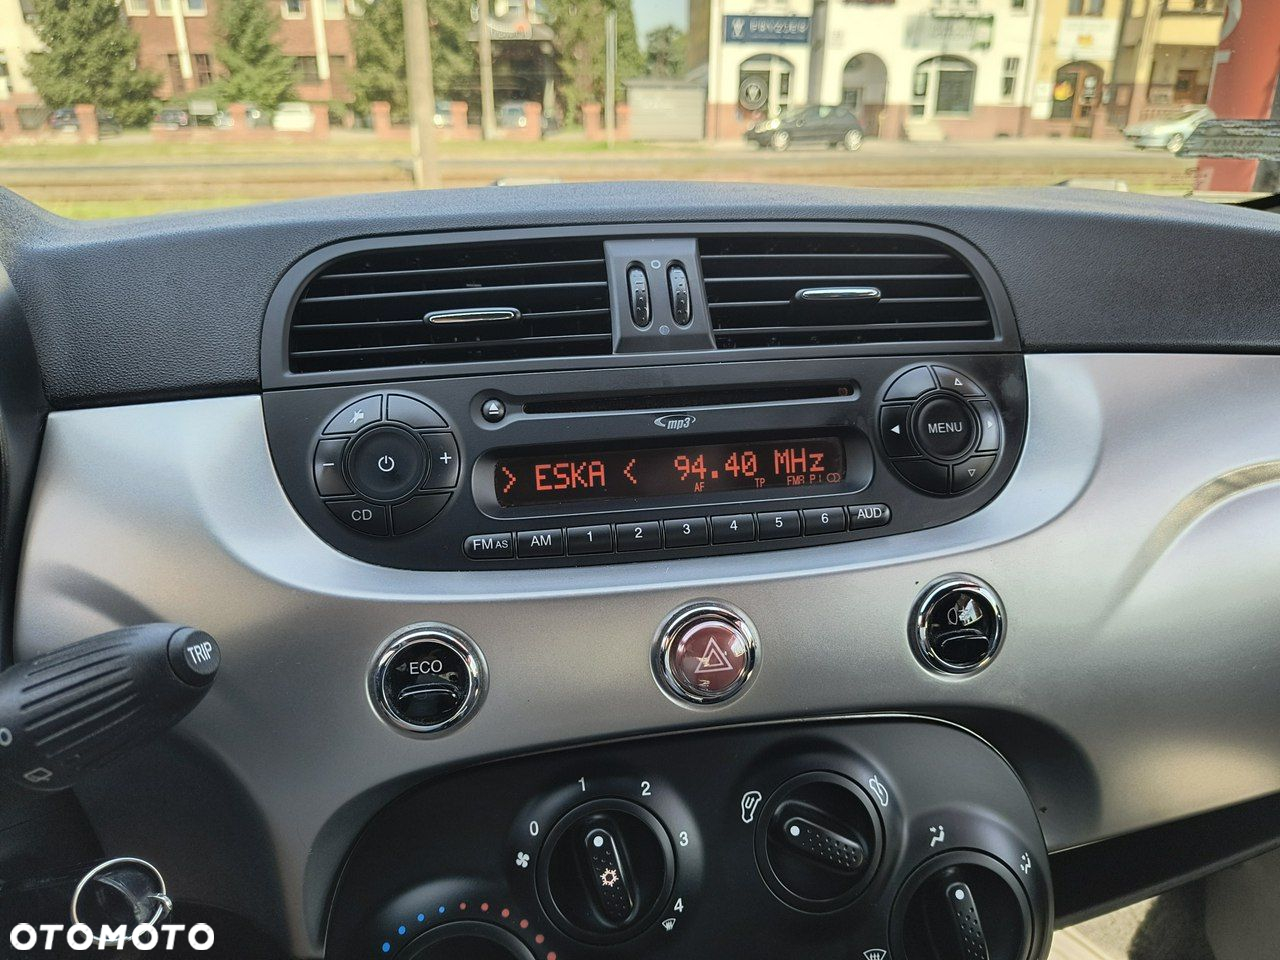 mp3
MENU
> ESKA < 94.40 MHz
AF TP
CD
FM AS AM 1 2 3 4 5 6 AUD
TRIP
ECO
0 1 2 3 4
0
OTOMOTO